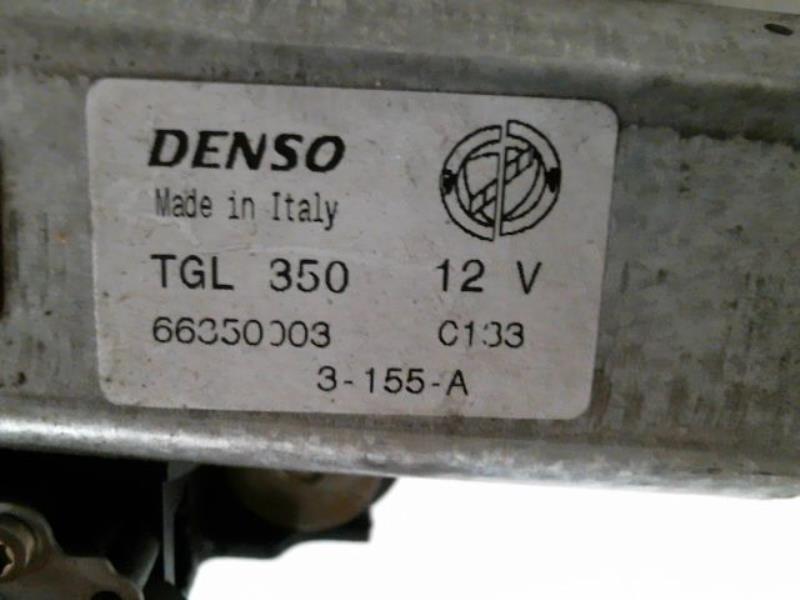 DENSO
Made in Italy
TGL 350 12 V
66350003 C133
3-155-A